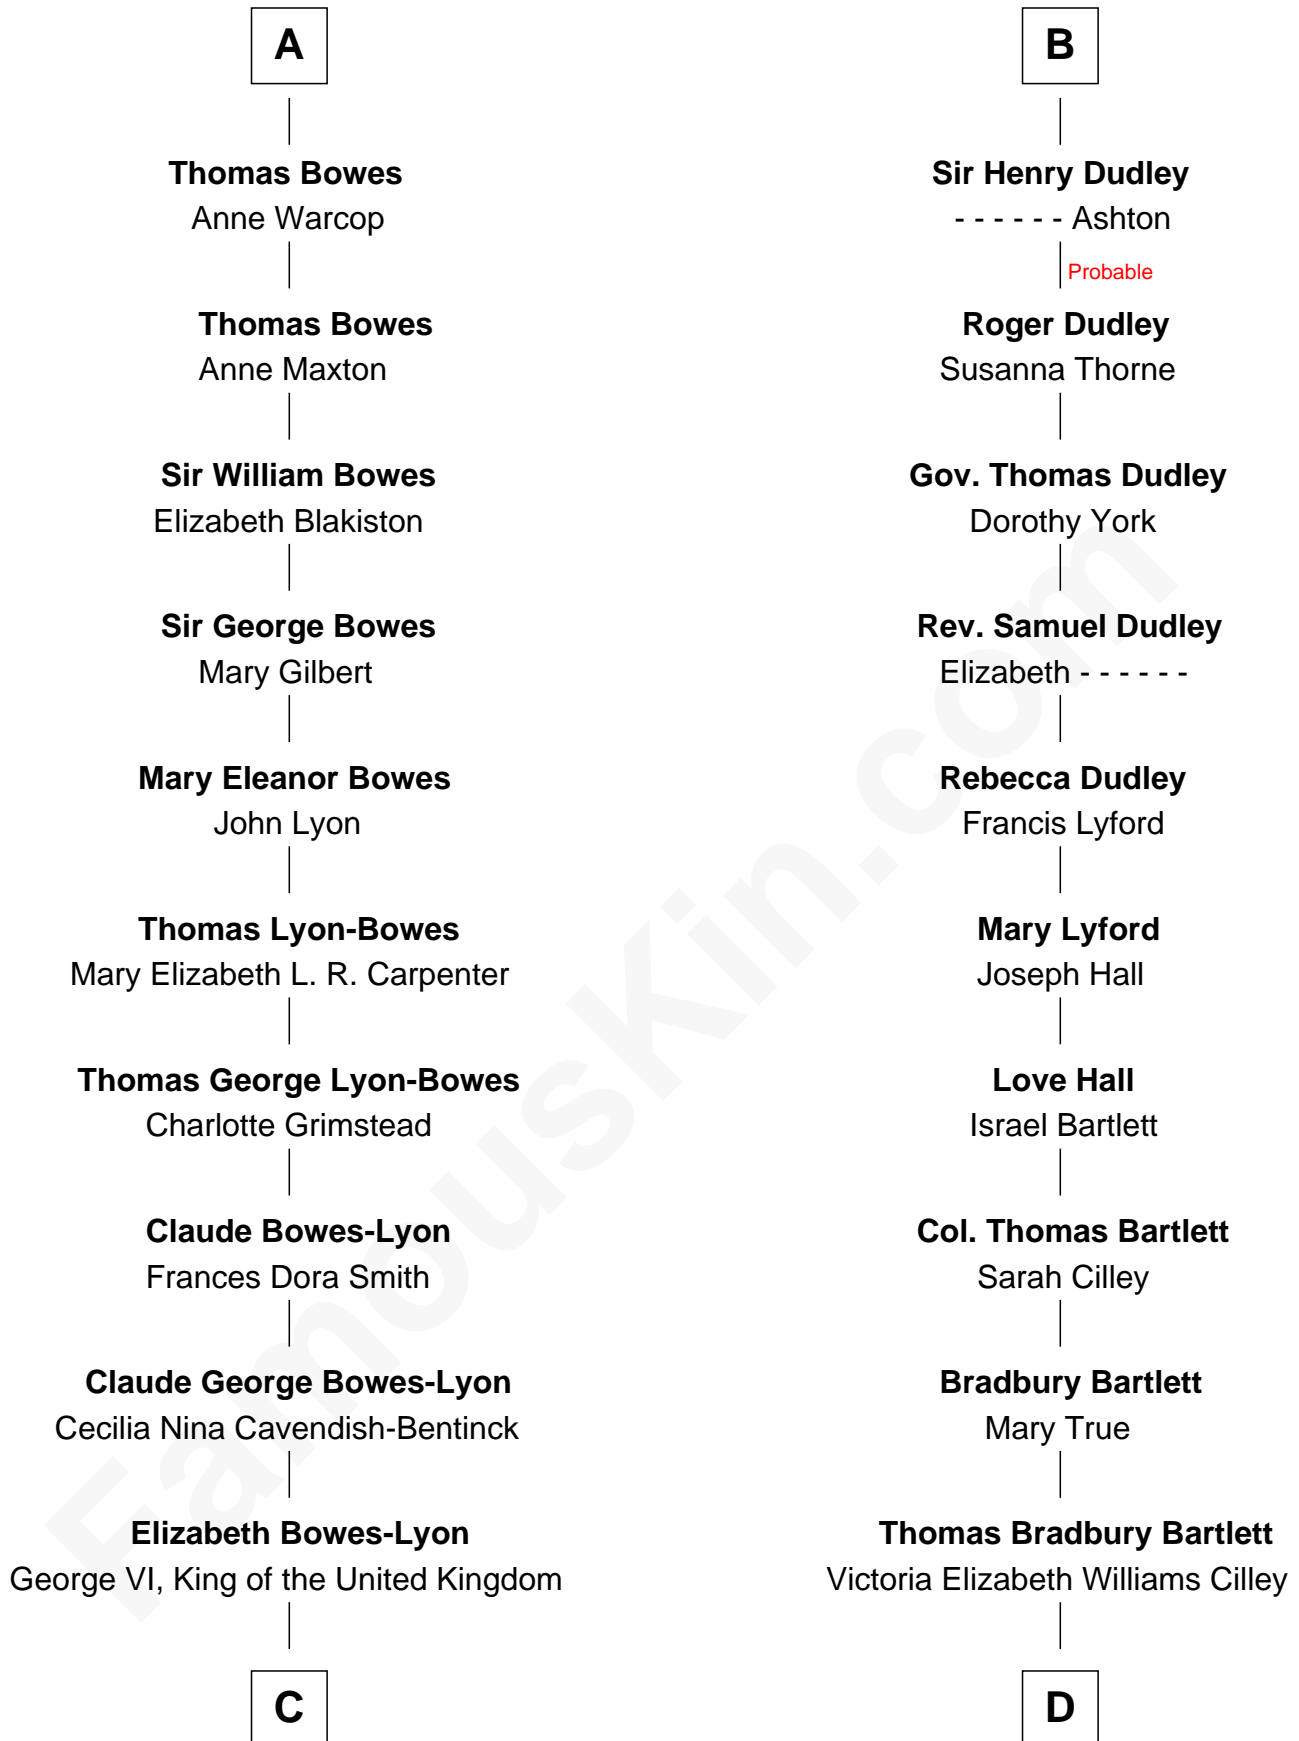 A
Thomas Bowes
Anne Warcop
Thomas Bowes
Anne Maxton
Sir William Bowes
Elizabeth Blakiston
Sir George Bowes
Mary Gilbert
Mary Eleanor Bowes
John Lyon
Thomas Lyon-Bowes
Mary Elizabeth L. R. Carpenter
Thomas George Lyon-Bowes
Charlotte Grimstead
Claude Bowes-Lyon
Frances Dora Smith
Claude George Bowes-Lyon
Cecilia Nina Cavendish-Bentinck
Elizabeth Bowes-Lyon
George VI, King of the United Kingdom
C
B
Sir Henry Dudley
- - - - - - Ashton
Probable
Roger Dudley
Susanna Thorne
Gov. Thomas Dudley
Dorothy York
Rev. Samuel Dudley
Elizabeth - - - - - -
Rebecca Dudley
Francis Lyford
Mary Lyford
Joseph Hall
Love Hall
Israel Bartlett
Col. Thomas Bartlett
Sarah Cilley
Bradbury Bartlett
Mary True
Thomas Bradbury Bartlett
Victoria Elizabeth Williams Cilley
D
FamousKin.com